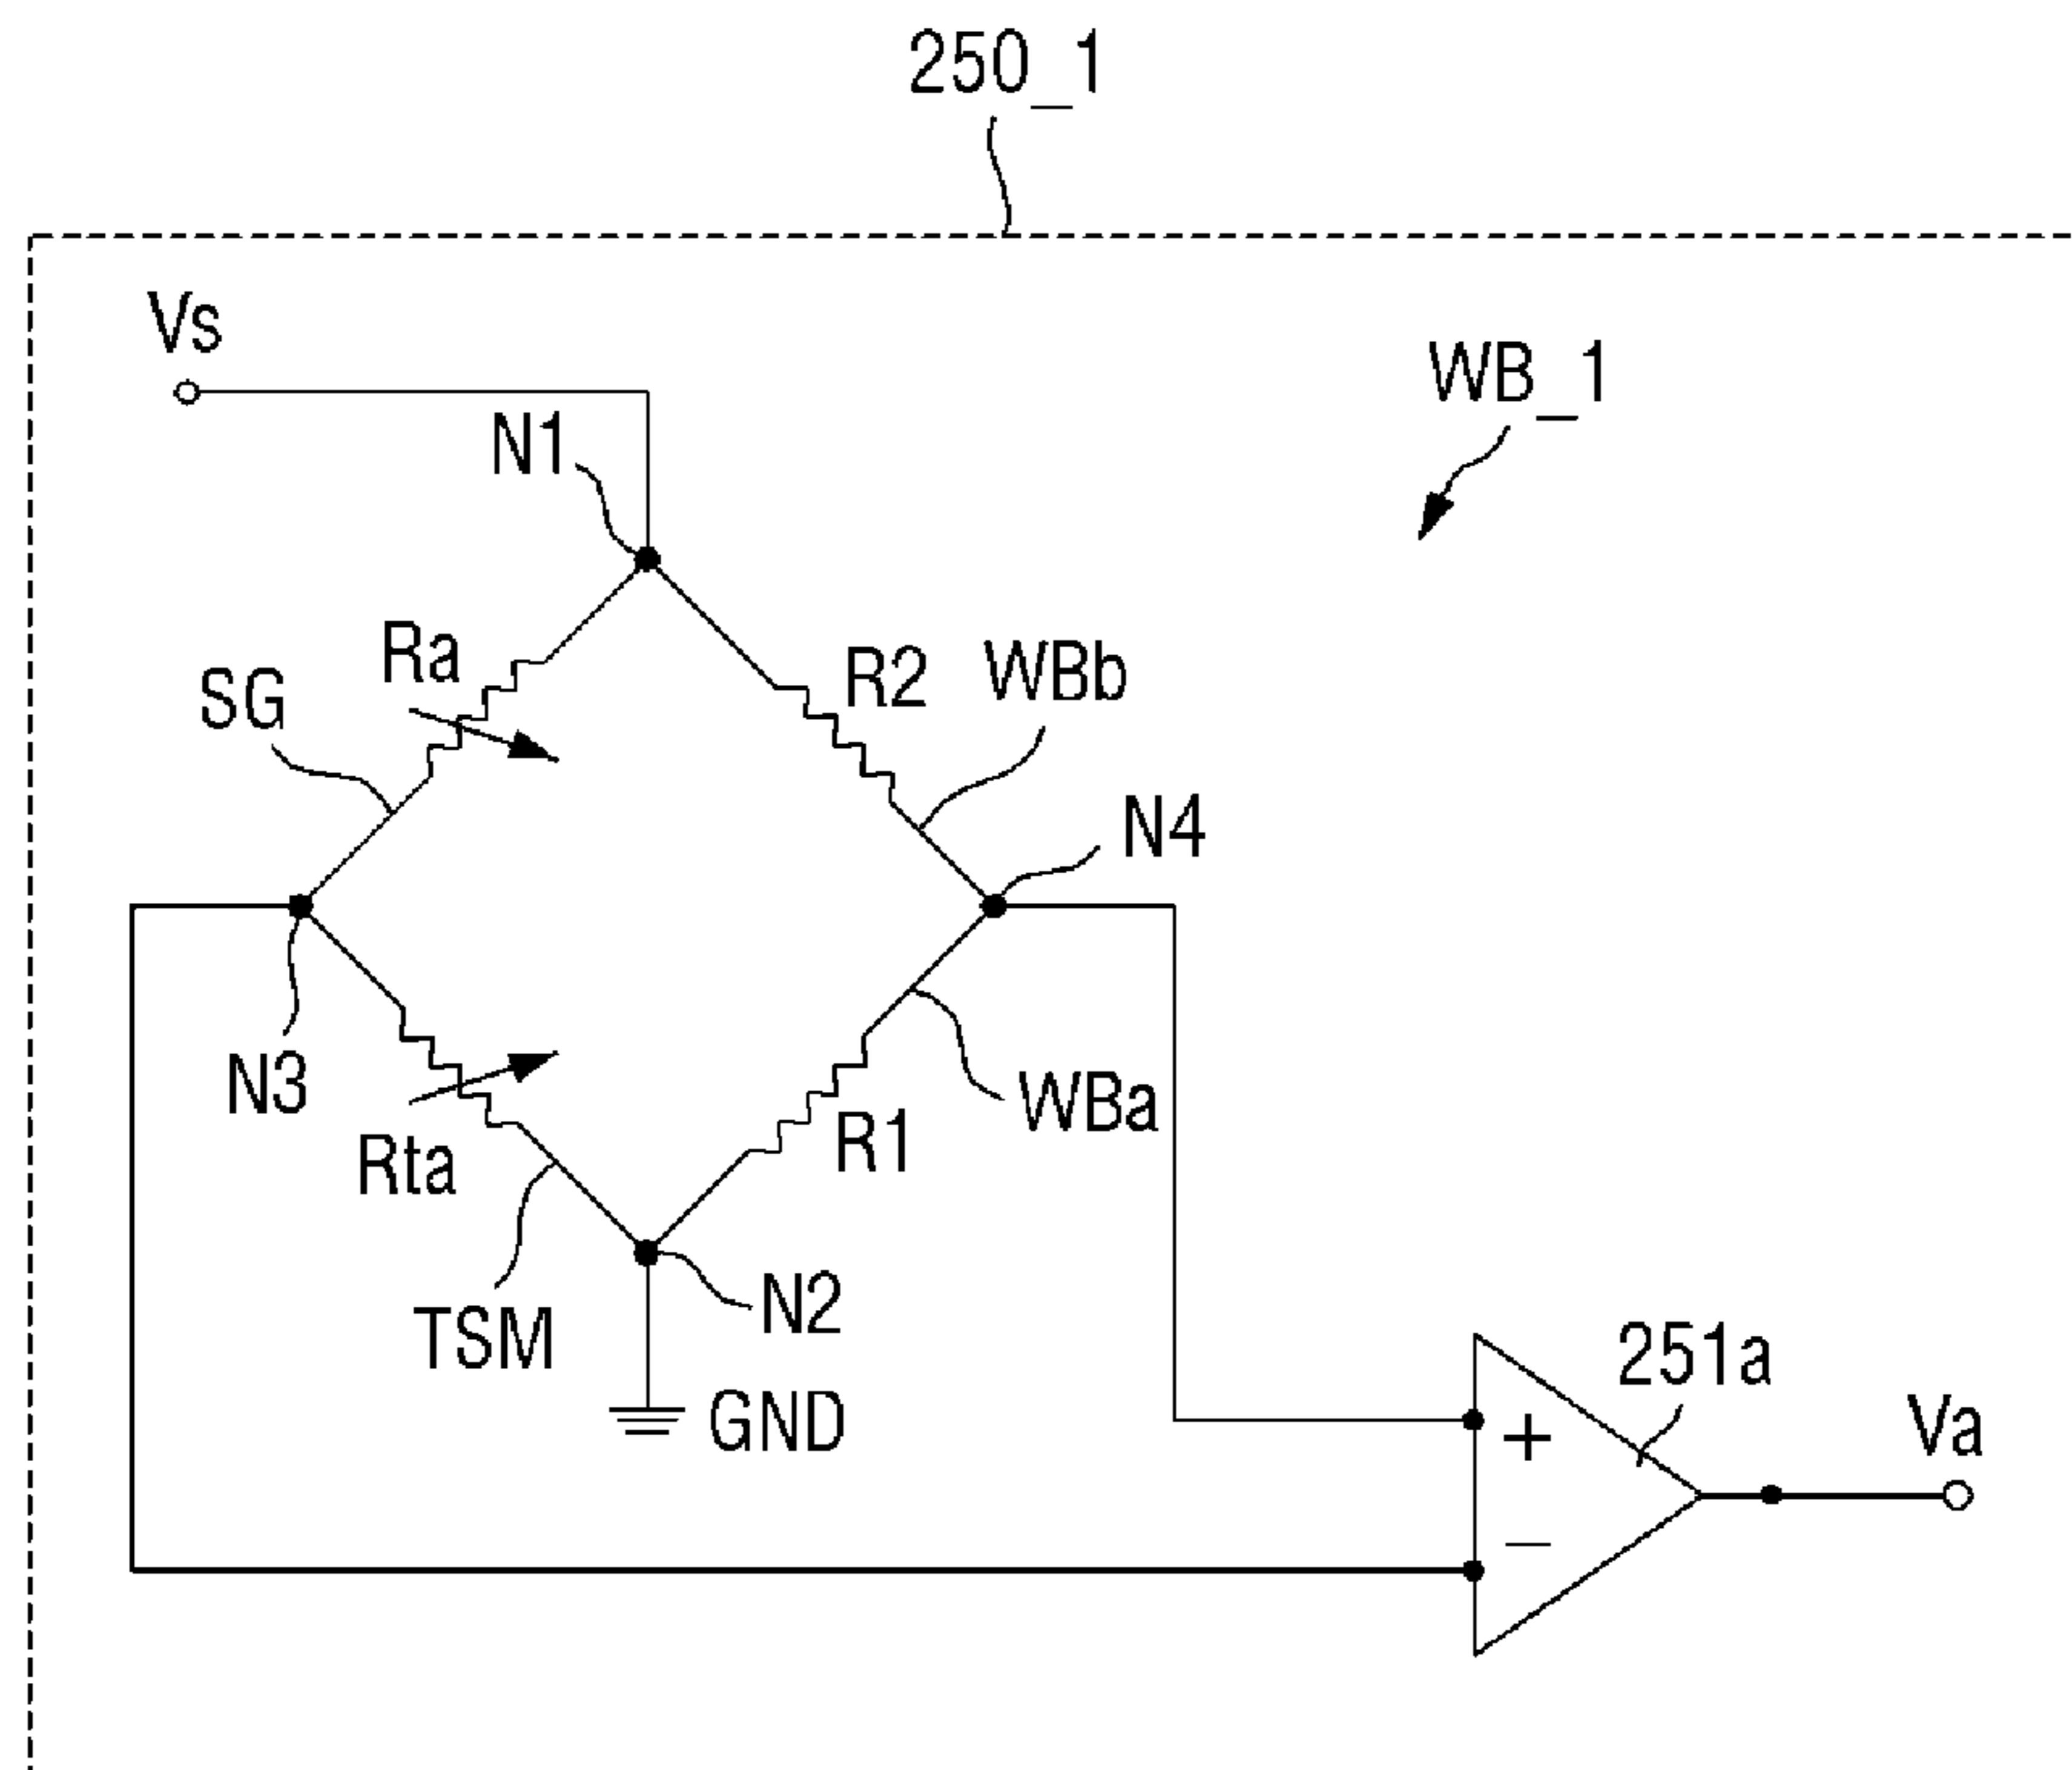 250_1
Vs
WB_1
N1
Ra
R2
WBb
SG
N4
N3
WBa
R1
Rta
N2
TSM
GND
251a
Va
+
−